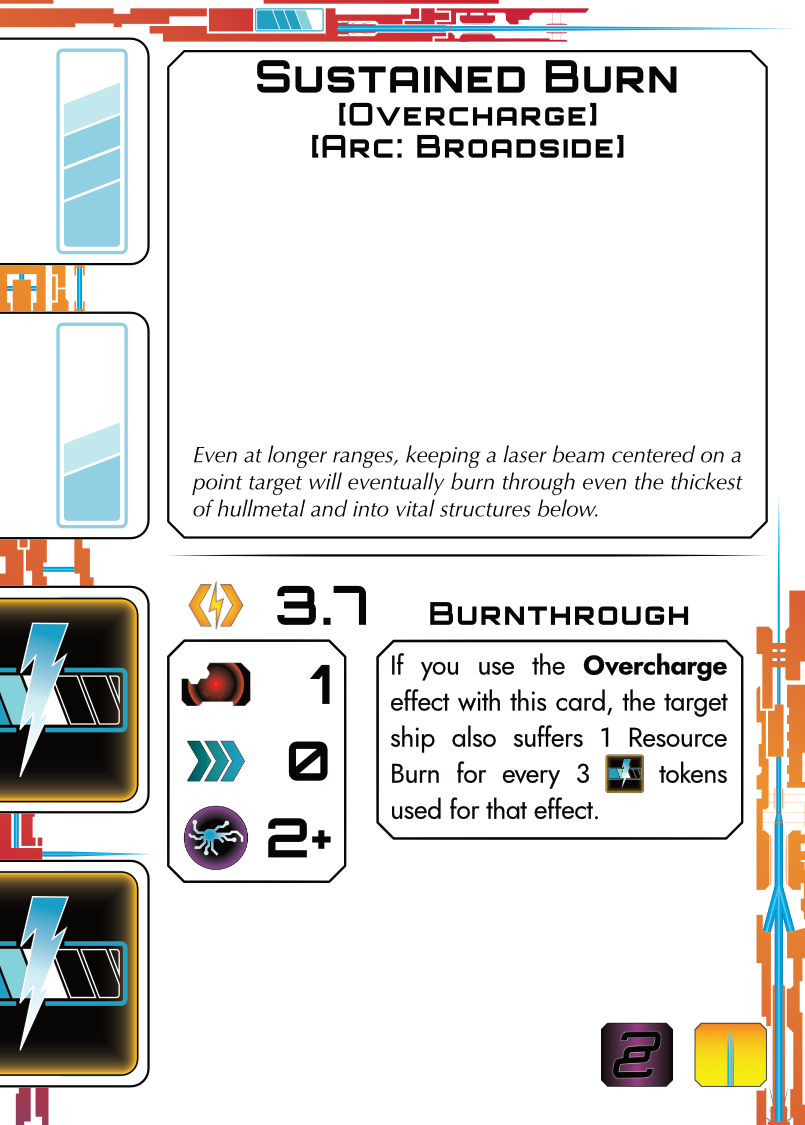 Sustained Burn
[Overcharge]
[Arc: Broadside]
Even at longer ranges, keeping a laser beam centered on a
point target will eventually burn through even the thickest
of hullmetal and into vital structures below.
3.7
Burnthrough
1
0
2+
If you use the Overcharge
effect with this card, the target
ship also suffers 1 Resource
Burn for every 3 tokens
used for that effect.
2